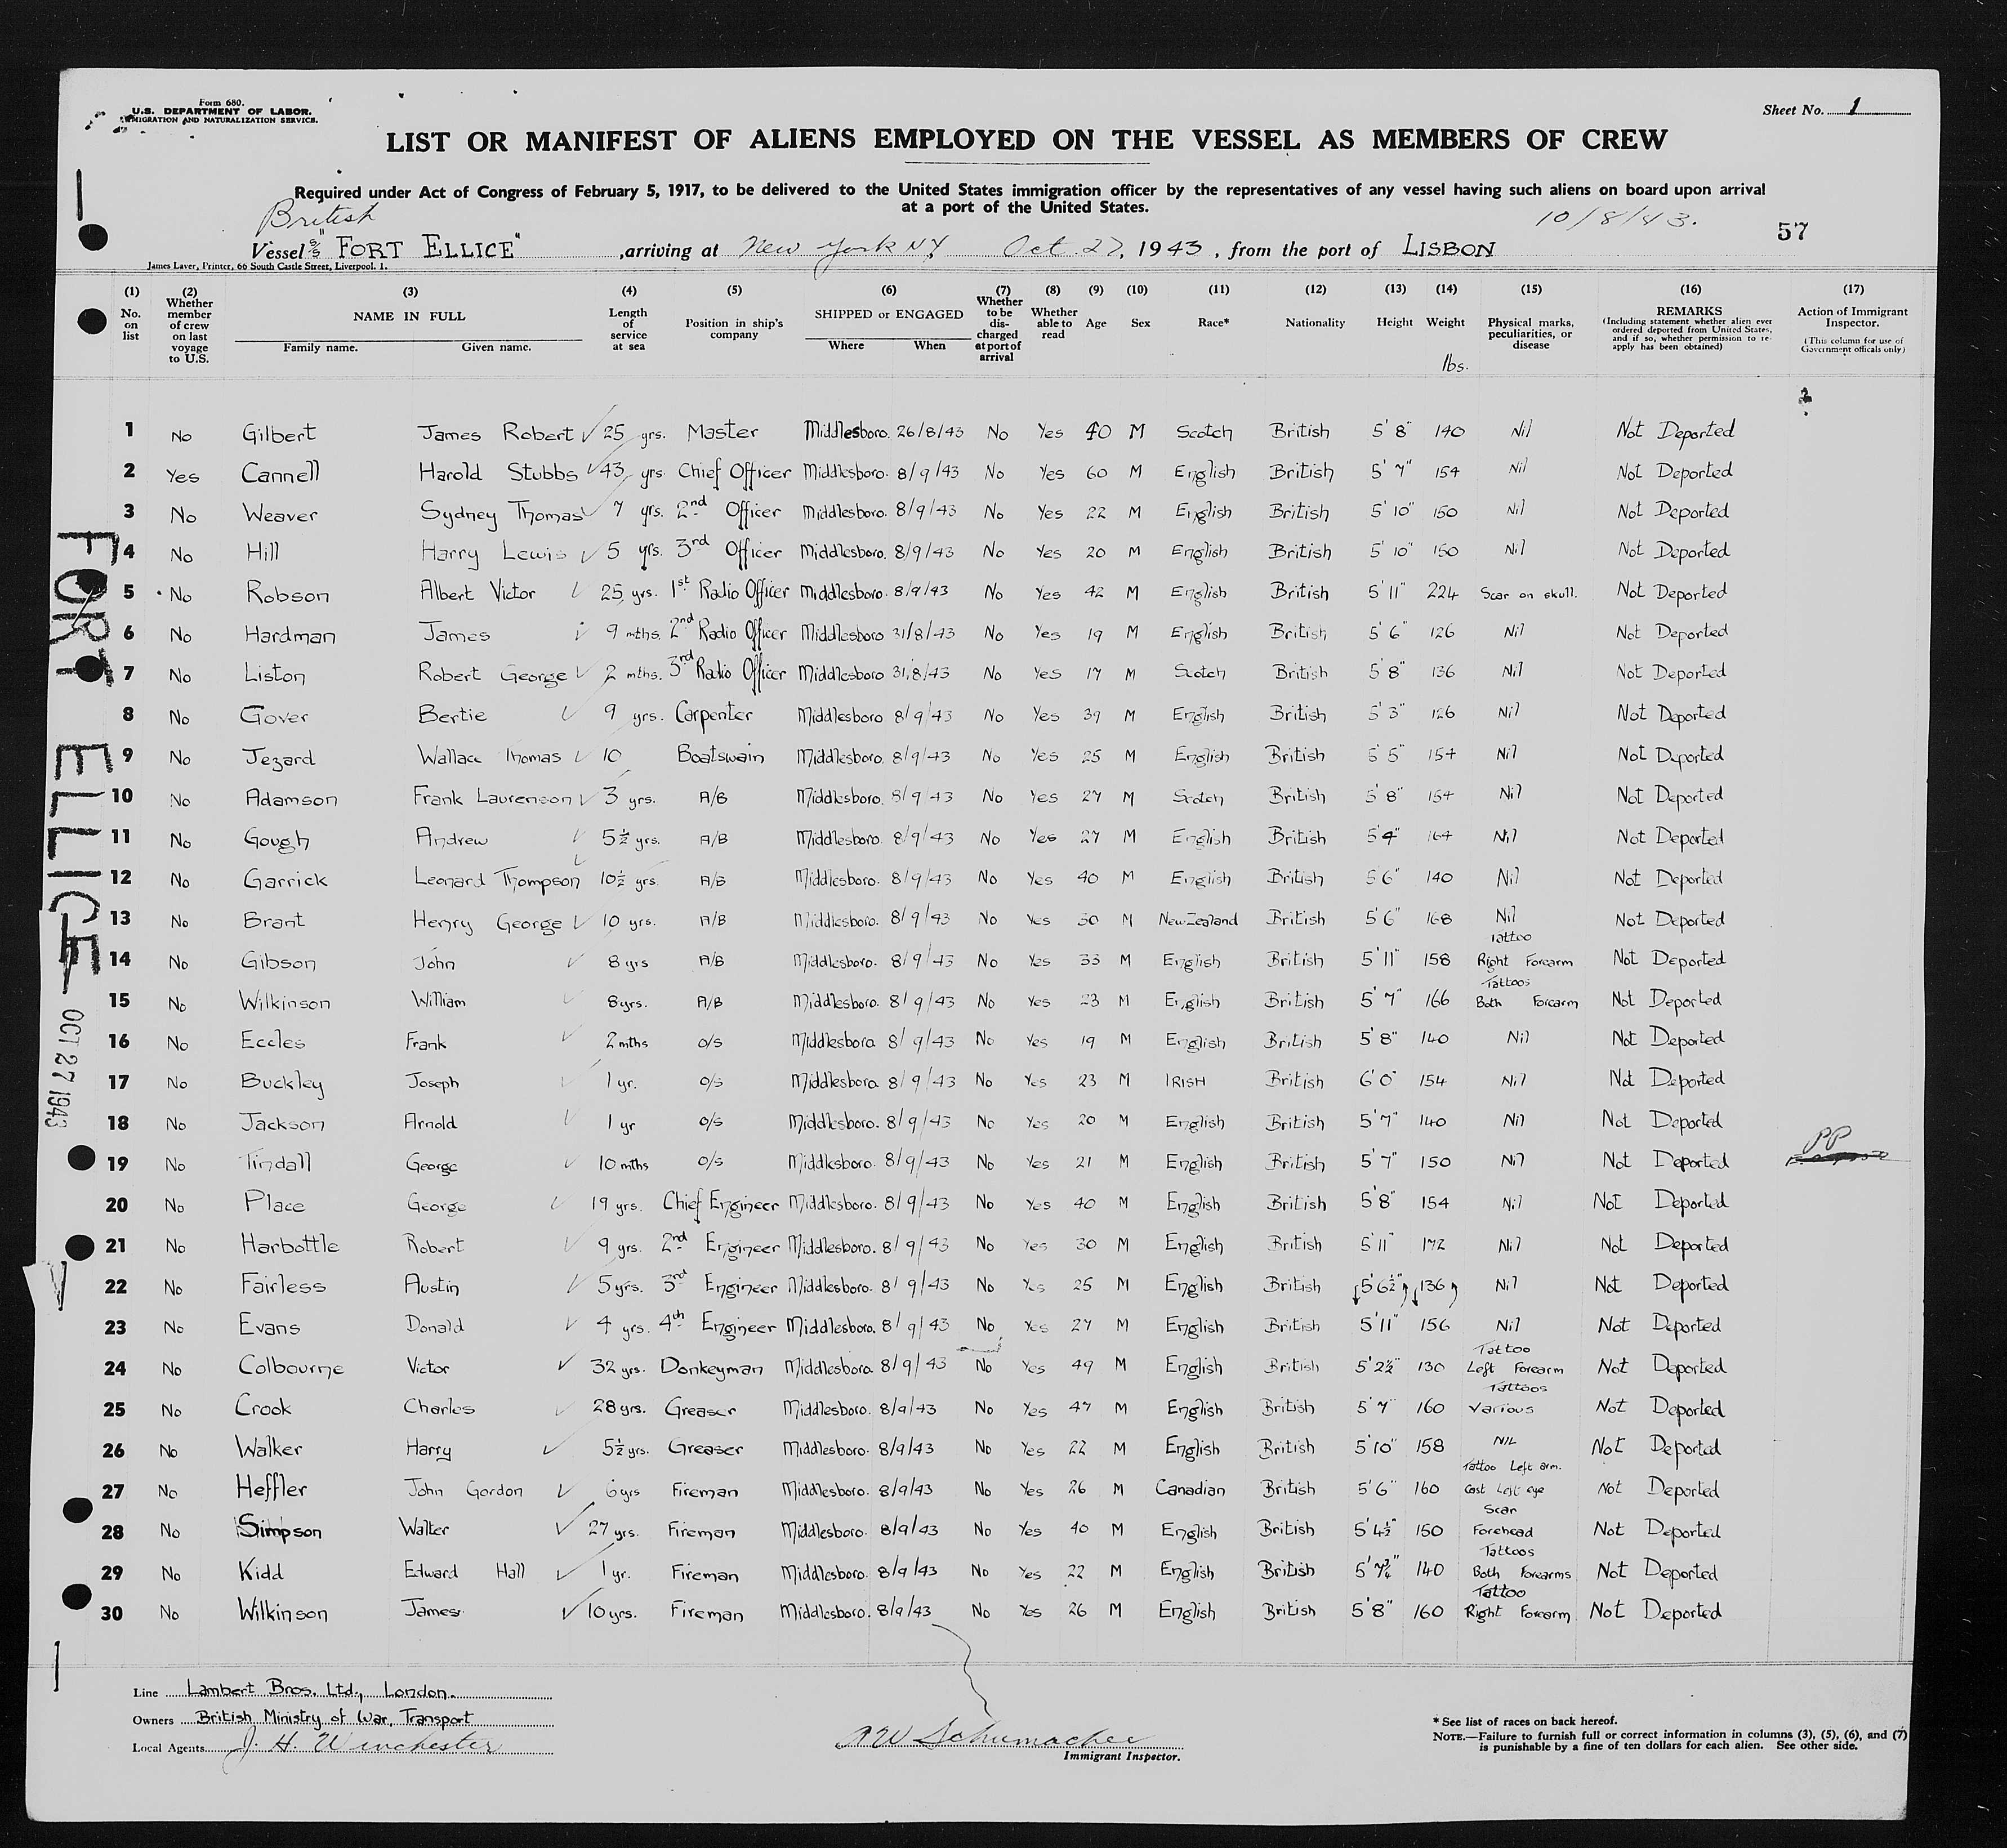 Form 680.
U.S. DEPARTMENT OF LABOR.
IMMIGRATION AND NATURALIZATION SERVICE.
Sheet No. 1
LIST OR MANIFEST OF ALIENS EMPLOYED ON THE VESSEL AS MEMBERS OF CREW
Required under Act of Congress of February 5, 1917, to be delivered to the United States immigration officer by the representatives of any vessel having such aliens on board upon arrival
at a port of the United States.
British
10/8/43.
57
Vessel S/S "FORT ELLICE" , arriving at New York N.Y. Oct. 27, 1943, from the port of LISBON
James Laver, Printer, 66 South Castle Street, Liverpool. 1.
(1) No. on list (2) Whether member of crew on last voyage to U.S. (3) NAME IN FULL Family name. Given name. (4) Length of service at sea (5) Position in ship's company (6) SHIPPED or ENGAGED Where When (7) Whether to be discharged at port of arrival (8) Whether able to read (9) Age (10) Sex (11) Race* (12) Nationality (13) Height (14) Weight lbs. (15) Physical marks, peculiarities, or disease (16) REMARKS (Including statement whether alien ever ordered deported from United States, and if so, whether permission to re-apply has been obtained) (17) Action of Immigrant Inspector. (This column for use of Government officals only)
1 No Gilbert James Robert 25 yrs. Master Middlesboro. 26/8/43 No Yes 40 M Scotch British 5' 8" 140 Nil Not Deported
2 Yes Cannell Harold Stubbs 43 yrs. Chief Officer Middlesboro. 8/9/43 No Yes 60 M English British 5' 7" 154 Nil Not Deported
3 No Weaver Sydney Thomas 7 yrs. 2nd Officer Middlesboro. 8/9/43 No Yes 22 M English British 5' 10" 150 Nil Not Deported
4 No Hill Harry Lewis 5 yrs. 3rd Officer Middlesboro. 8/9/43 No Yes 20 M English British 5' 10" 150 Nil Not Deported
5 No Robson Albert Victor 25 yrs. 1st Radio Officer Middlesboro. 8/9/43 No Yes 42 M English British 5' 11" 224 Scar on skull. Not Deported
6 No Hardman James 9 mths. 2nd Radio Officer Middlesboro 31/8/43 No Yes 19 M English British 5' 6" 126 Nil Not Deported
7 No Liston Robert George 2 mths. 3rd Radio Officer Middlesboro 31/8/43 No Yes 17 M Scotch British 5' 8" 136 Nil Not Deported
8 No Gover Bertie 9 yrs. Carpenter Middlesboro 8/9/43 No Yes 39 M English British 5' 3" 126 Nil Not Deported
9 No Jezard Wallace Thomas 10 Boatswain Middlesboro. 8/9/43 No Yes 25 M English British 5' 5" 154 Nil Not Deported
10 No Adamson Frank Laurenson 3 yrs. A/B Middlesboro. 8/9/43 No Yes 27 M Scotch British 5' 8" 154 Nil Not Deported
11 No Gough Andrew 5½ yrs. A/B Middlesboro. 8/9/43 No Yes 27 M English British 5'4" 164 Nil Not Deported
12 No Garrick Leonard Thompson 10½ yrs. A/B Middlesboro. 8/9/43 No Yes 40 M English British 5'6" 140 Nil Not Deported
13 No Brant Henry George 10 yrs. A/B Middlesboro. 8/9/43 No Yes 30 M New Zealand British 5'6" 168 Nil Not Deported
14 No Gibson John 8 yrs A/B Middlesboro. 8/9/43 No Yes 33 M English British 5'11" 158 Tattoo Right Forearm Not Deported
15 No Wilkinson William 8 yrs. A/B Middlesboro. 8/9/43 No Yes 23 M English British 5' 7" 166 Tattoos Both Forearm Not Deported
16 No Eccles Frank 2 mths O/S Middlesboro 8/9/43 No Yes 19 M English British 5' 8" 140 Nil Not Deported
17 No Buckley Joseph 1 yr. O/S Middlesboro 8/9/43 No Yes 23 M IRISH British 6' 0" 154 Nil Not Deported
18 No Jackson Arnold 1 yr O/S Middlesboro. 8/9/43 No Yes 20 M English British 5'7" 140 Nil Not Deported
19 No Tindall George 10 mths O/S Middlesboro. 8/9/43 No Yes 21 M English British 5' 7" 150 Nil Not Deported PP
20 No Place George 19 yrs. Chief Engineer Middlesboro. 8/9/43 No Yes 40 M English British 5'8" 154 Nil Not Deported
21 No Harbottle Robert 9 yrs. 2nd Engineer Middlesboro. 8/9/43 No Yes 30 M English British 5'11" 172 Nil Not Deported
22 No Fairless Austin 5 yrs. 3rd Engineer Middlesboro. 8/9/43 No Yes 25 M English British 5'6½" 136 Nil Not Deported
23 No Evans Donald 4 yrs. 4th Engineer Middlesboro. 8/9/43 No Yes 27 M English British 5'11" 156 Nil Not Deported
24 No Colbourne Victor 32 yrs. Donkeyman Middlesboro 8/9/43 No Yes 49 M English British 5'2½" 130 Tattoo Left Forearm Not Deported
25 No Crook Charles 28 yrs. Greaser Middlesboro. 8/9/43 No Yes 47 M English British 5' 7" 160 Tattoos Various Not Deported
26 No Walker Harry 5½ yrs. Greaser Middlesboro. 8/9/43 No Yes 22 M English British 5'10" 158 NIL Not Deported
27 No Heffler John Gordon 6 yrs Fireman Middlesboro. 8/9/43 No Yes 26 M Canadian British 5'6" 160 Tattoo Left arm. Cast Left eye Not Deported
28 No Simpson Walter 27 yrs. Fireman Middlesboro. 8/9/43 No Yes 40 M English British 5'4½" 150 Scar Forehead Not Deported
29 No Kidd Edward Hall 1 yr. Fireman Middlesboro. 8/9/43 No Yes 22 M English British 5'7¾" 140 Tattoos Both Forearms Not Deported
30 No Wilkinson James 10 yrs. Fireman Middlesboro. 8/9/43 No Yes 26 M English British 5'8" 160 Tattoo Right Forearm Not Deported
FORT ELLICE
OCT 27 1943
Line Lambert Bros. Ltd., London.
Owners British Ministry of War, Transport
Local Agents J. H. Winchester
A W Schumacher
Immigrant Inspector.
* See list of races on back hereof.
NOTE.—Failure to furnish full or correct information in columns (3), (5), (6), and (7)
is punishable by a fine of ten dollars for each alien. See other side.